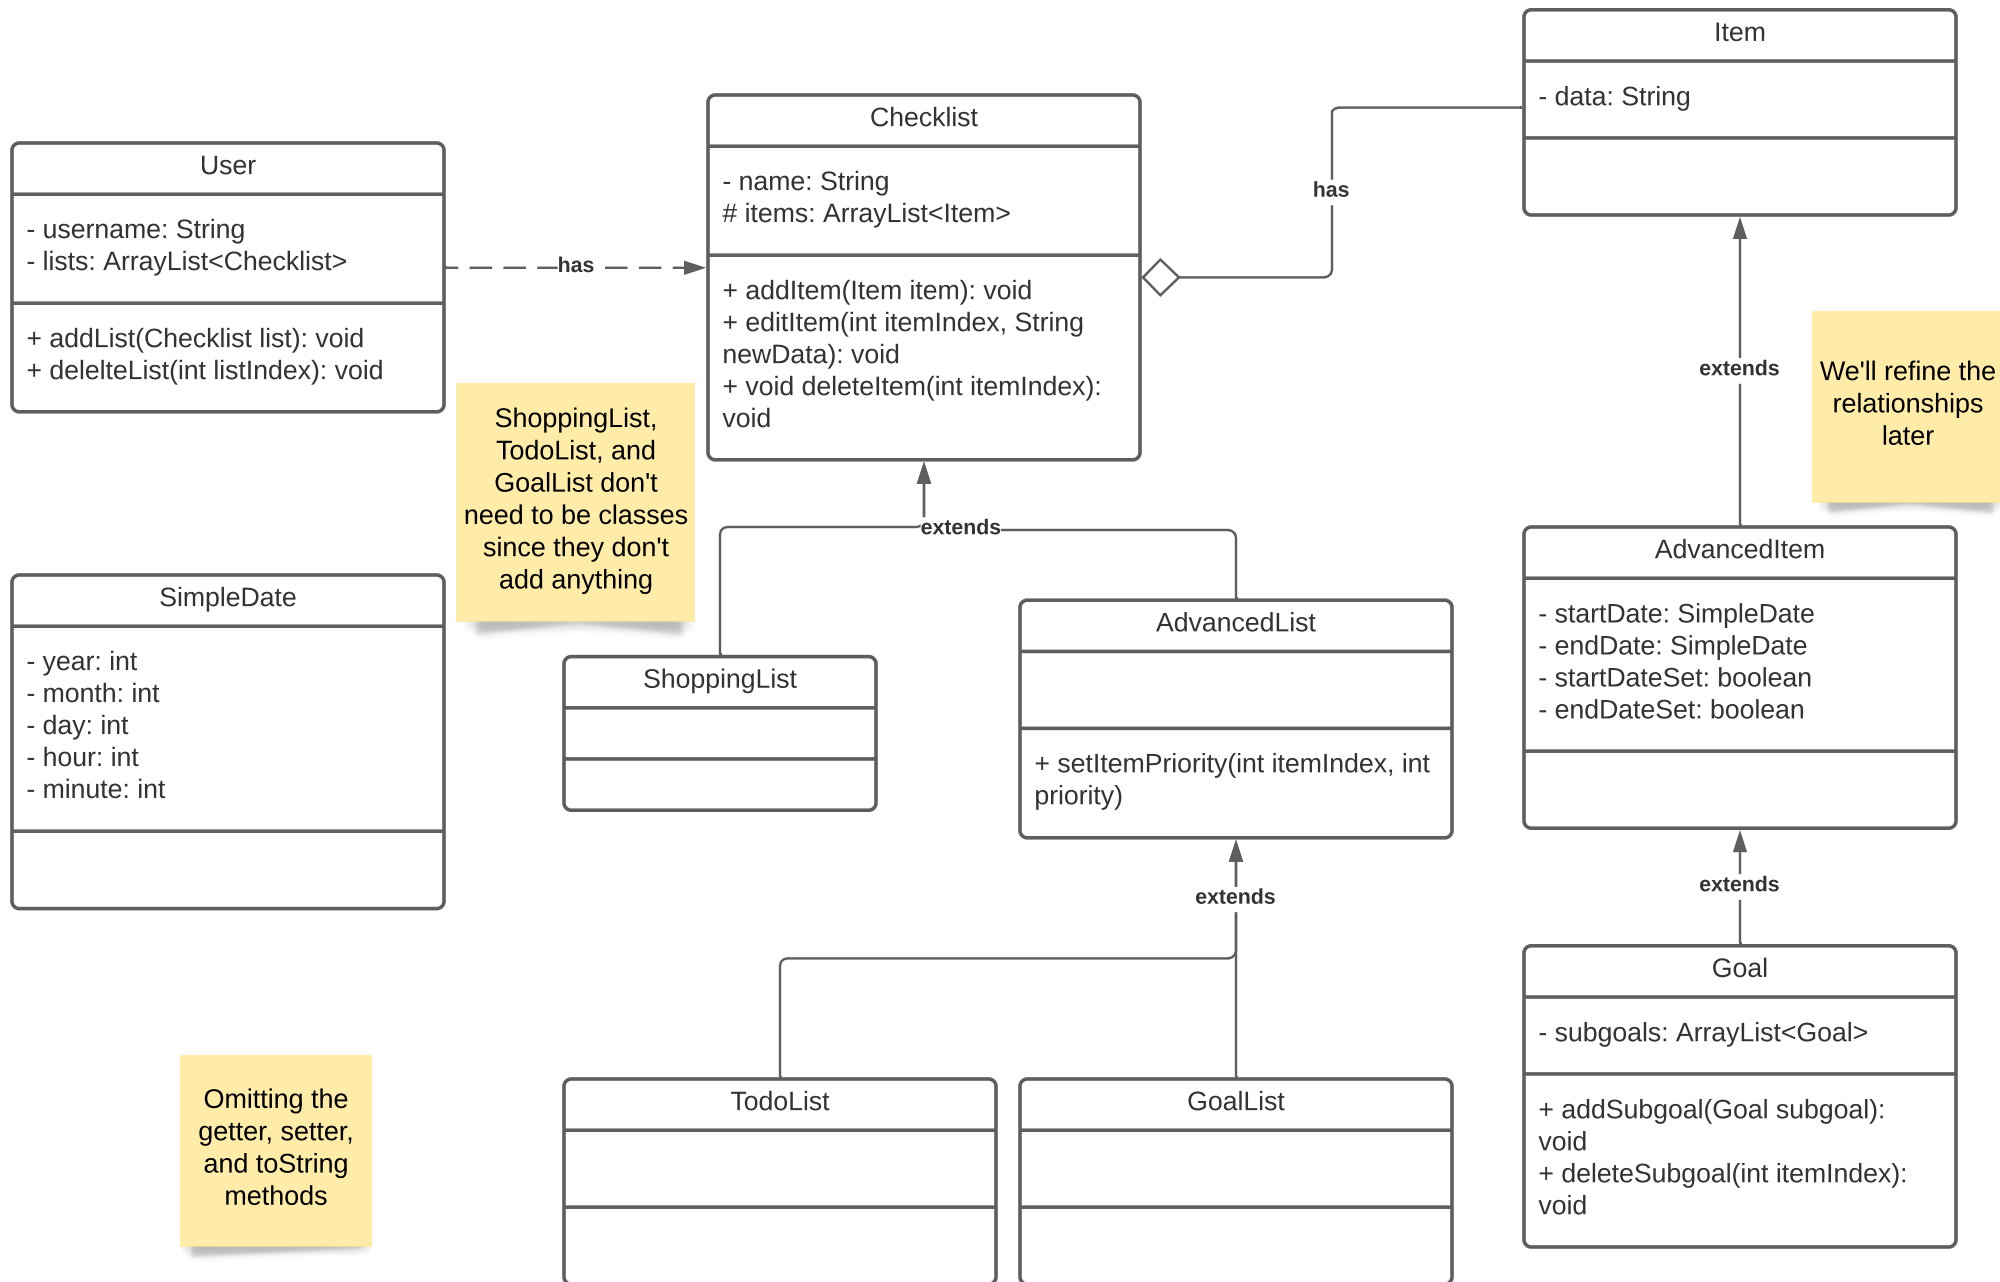 User
- username: String
- lists: ArrayList<Checklist>
+ addList(Checklist list): void
+ delelteList(int listIndex): void
has
Checklist
- name: String
# items: ArrayList<Item>
+ addItem(Item item): void
+ editItem(int itemIndex, String
newData): void
+ void deleteItem(int itemIndex):
void
has
Item
- data: String
extends
We'll refine the
relationships
later
ShoppingList,
TodoList, and
GoalList don't
need to be classes
since they don't
add anything
extends
SimpleDate
- year: int
- month: int
- day: int
- hour: int
- minute: int
ShoppingList
AdvancedList
+ setItemPriority(int itemIndex, int
priority)
AdvancedItem
- startDate: SimpleDate
- endDate: SimpleDate
- startDateSet: boolean
- endDateSet: boolean
extends
extends
Omitting the
getter, setter,
and toString
methods
TodoList
GoalList
Goal
- subgoals: ArrayList<Goal>
+ addSubgoal(Goal subgoal):
void
+ deleteSubgoal(int itemIndex):
void